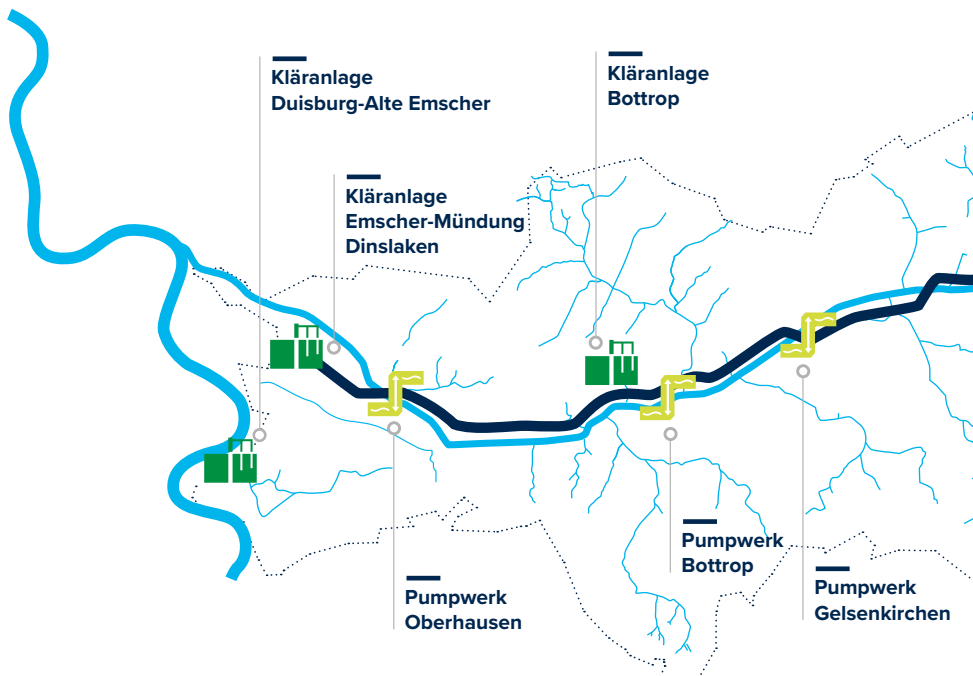 Kläranlage
Duisburg-Alte Emscher
Kläranlage
Bottrop
Kläranlage
Emscher-Mündung
Dinslaken
Pumpwerk
Bottrop
Pumpwerk
Oberhausen
Pumpwerk
Gelsenkirchen